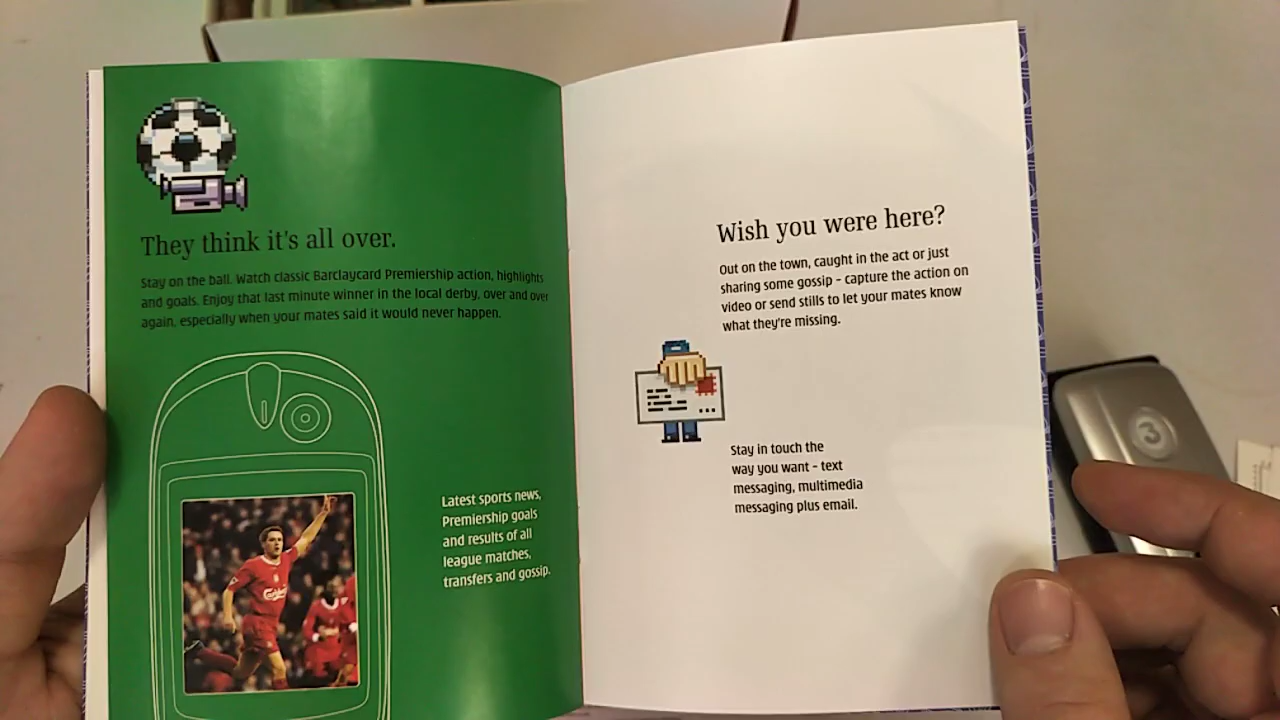 They think it's all over.
Stay on the ball. Watch classic Barclaycard Premiership action, highlights
and goals. Enjoy that last minute winner in the local derby, over and over
again, especially when your mates said it would never happen.
Latest sports news,
Premiership goals
and results of all
league matches,
transfers and gossip.
Carlsberg
Wish you were here?
Out on the town, caught in the act or just
sharing some gossip – capture the action on
video or send stills to let your mates know
what they're missing.
Stay in touch the
way you want – text
messaging, multimedia
messaging plus email.
3